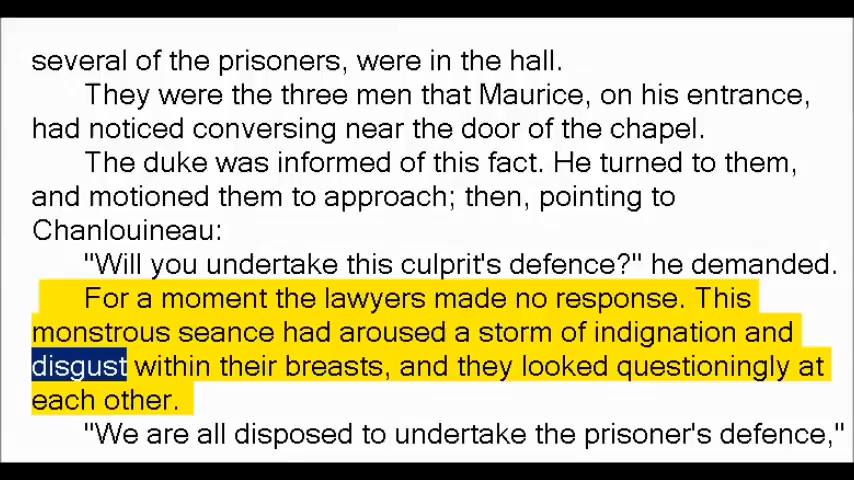 several of the prisoners, were in the hall.
They were the three men that Maurice, on his entrance,
had noticed conversing near the door of the chapel.
The duke was informed of this fact. He turned to them,
and motioned them to approach; then, pointing to
Chanlouineau:
"Will you undertake this culprit's defence?" he demanded.
For a moment the lawyers made no response. This
monstrous seance had aroused a storm of indignation and
disgust within their breasts, and they looked questioningly at
each other.
"We are all disposed to undertake the prisoner's defence,"